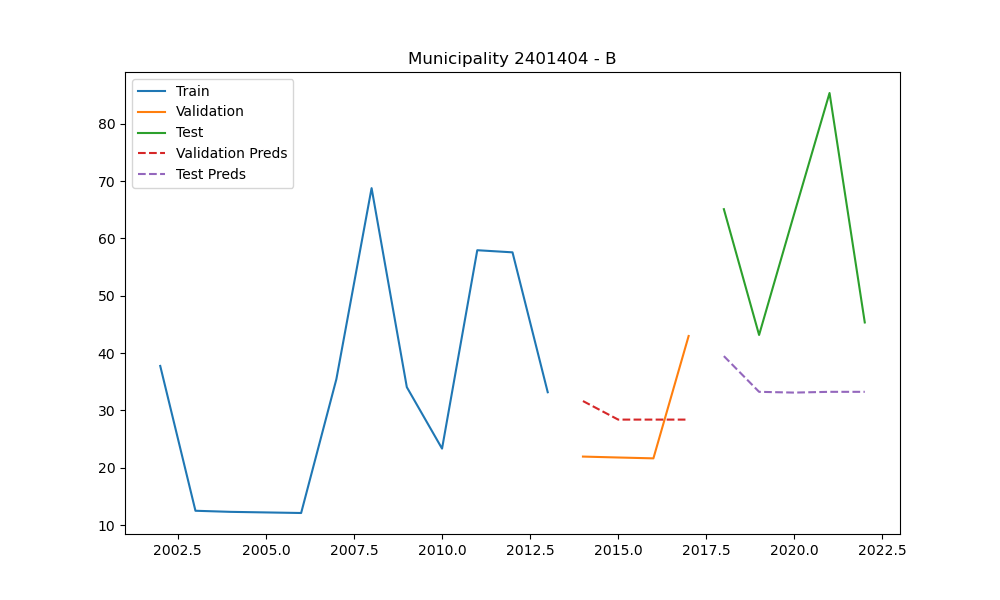 Municipality 2401404 - B
Train
Validation
Test
Validation Preds
Test Preds
80
70
60
50
40
30
20
10
2002.5 2005.0 2007.5 2010.0 2012.5 2015.0 2017.5 2020.0 2022.5